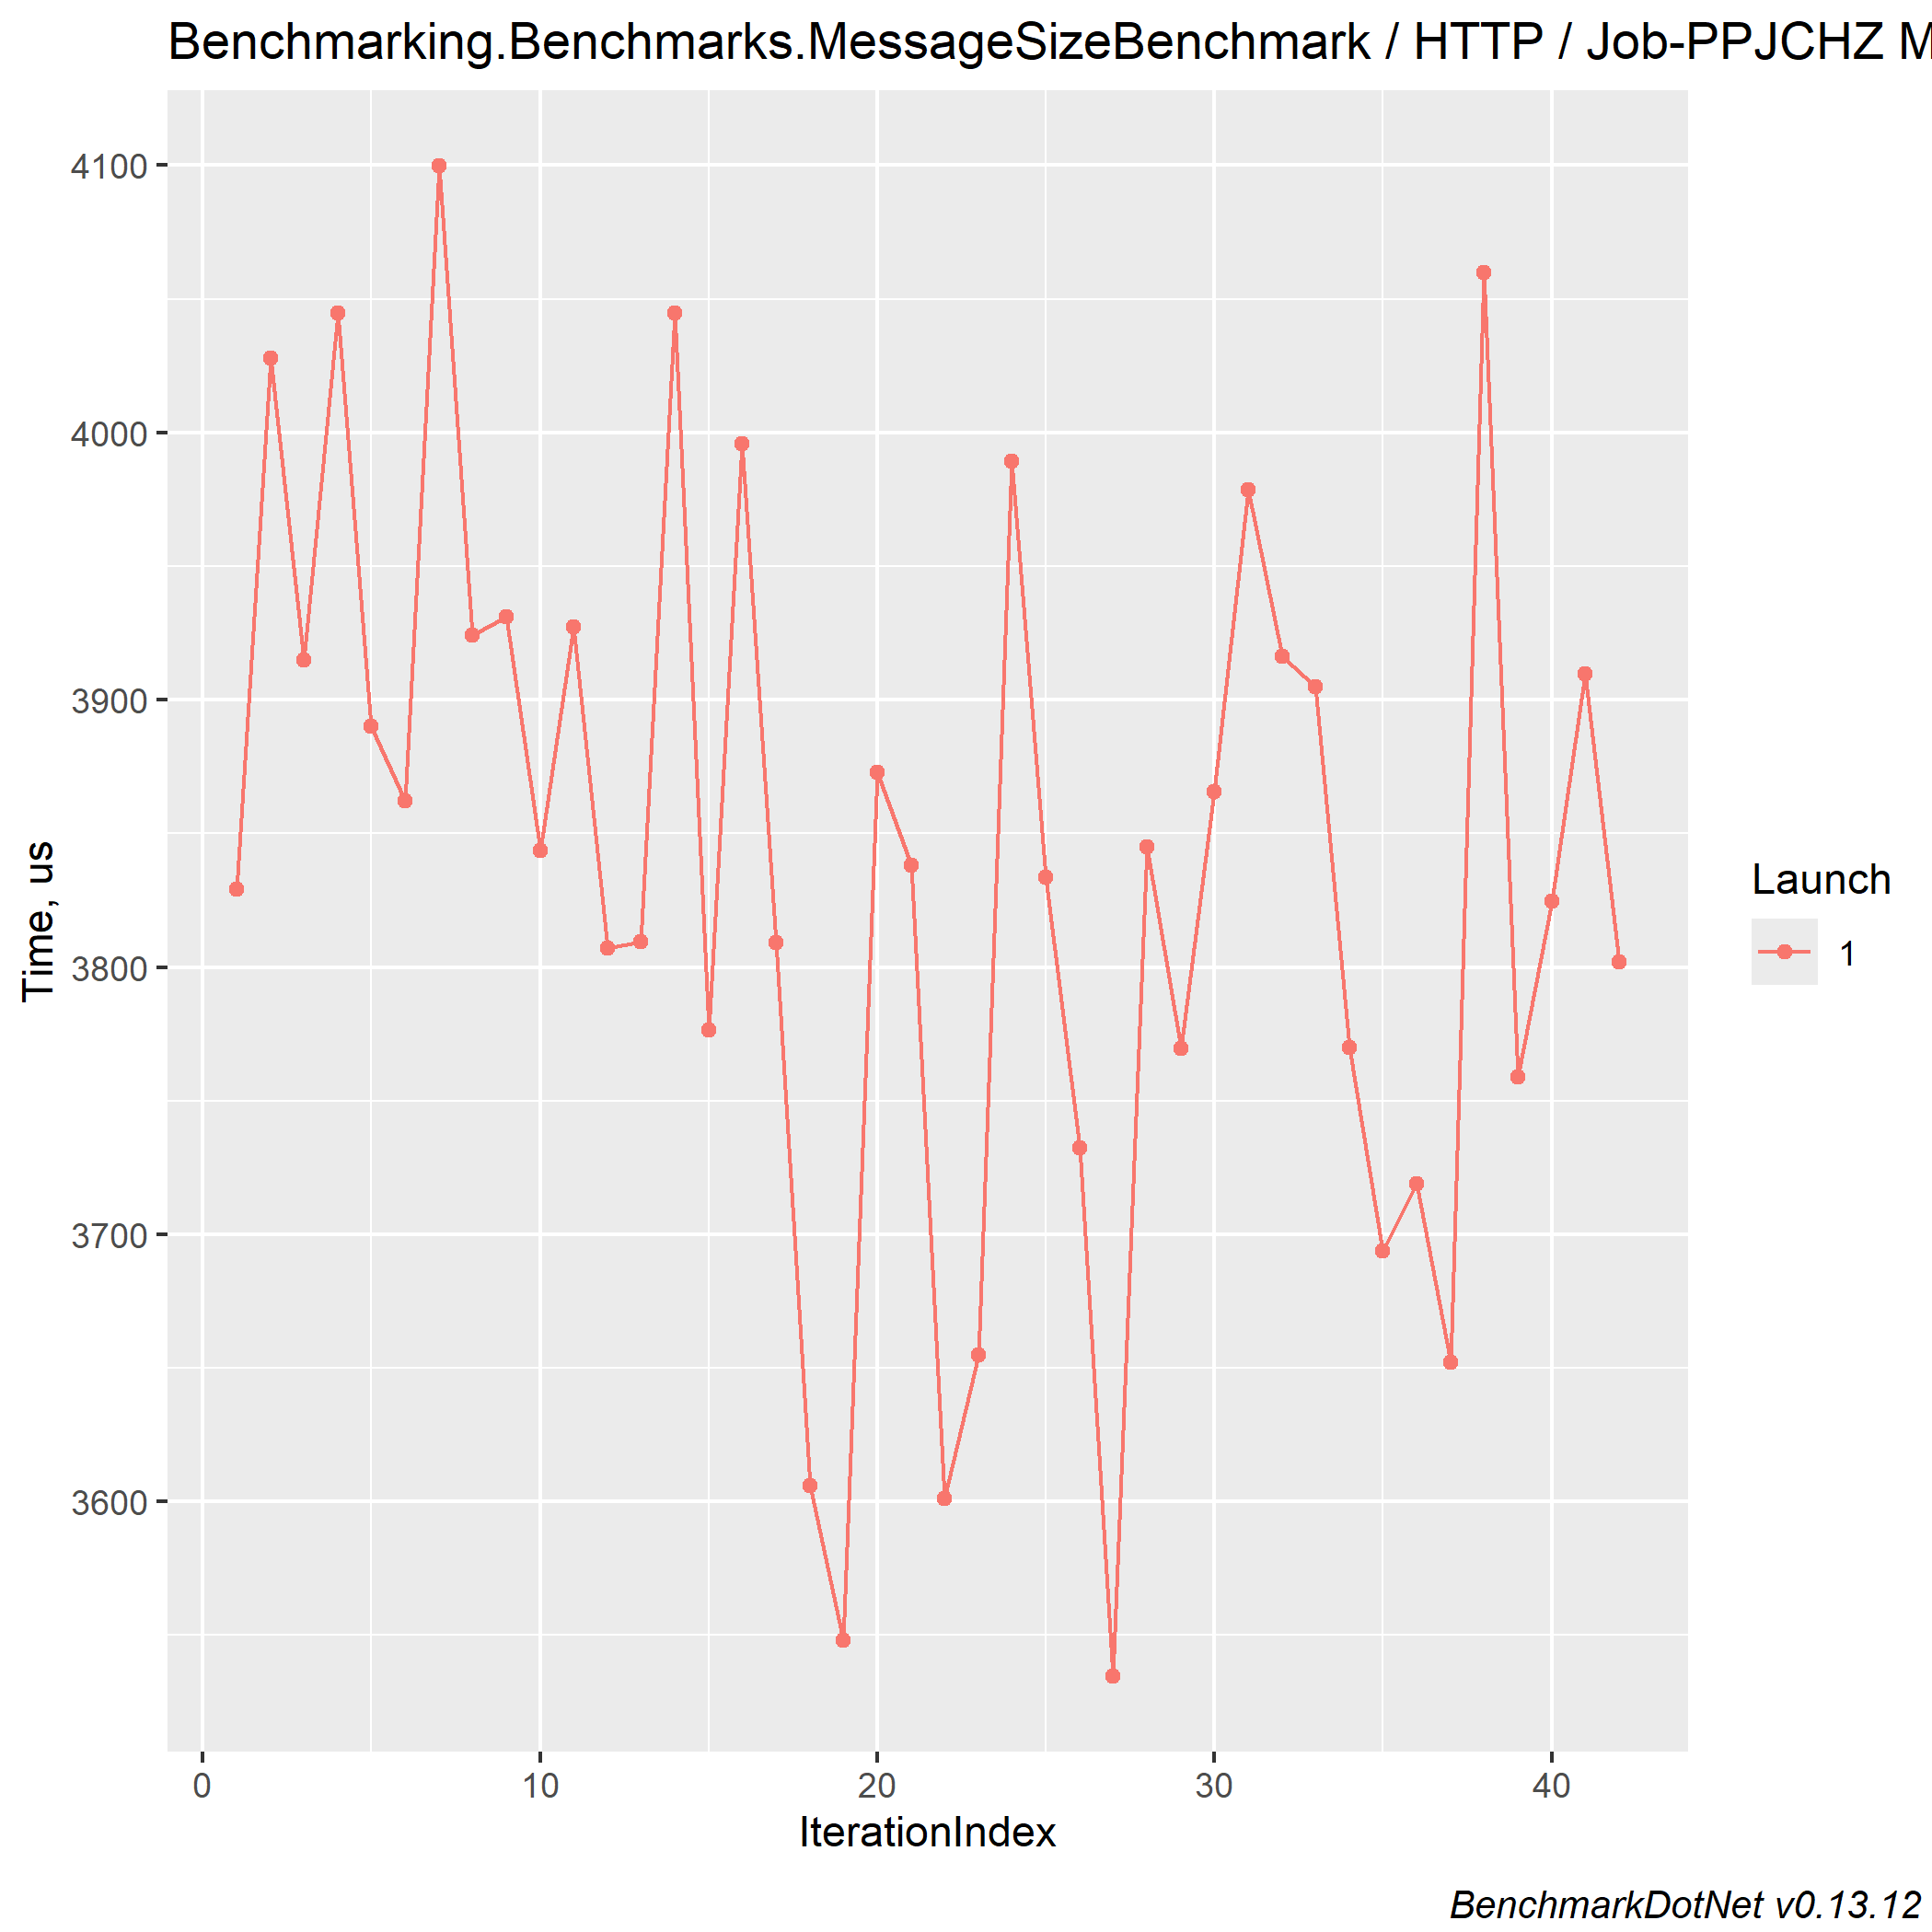 Benchmarking.Benchmarks.MessageSizeBenchmark / HTTP / Job-PPJCHZ M
4100
4000
3900
3800
3700
3600
Time, us
0 10 20 30 40
IterationIndex
Launch
1
BenchmarkDotNet v0.13.12